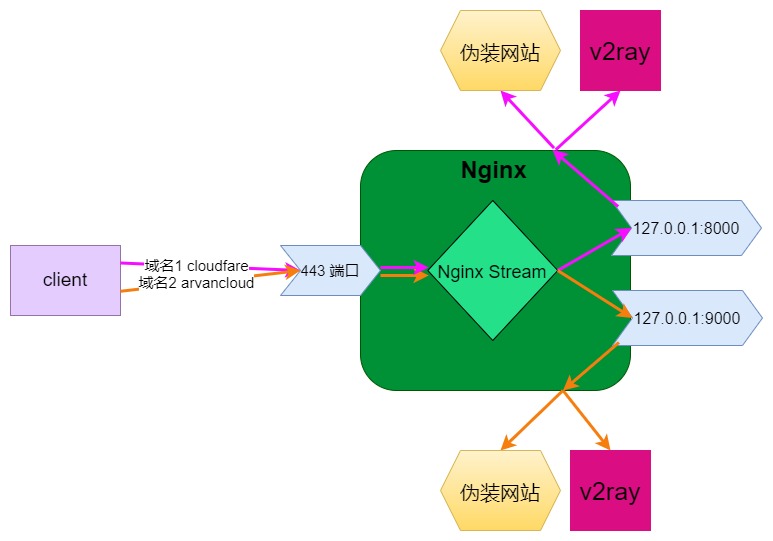 伪装网站
v2ray
Nginx
127.0.0.1:8000
域名1 cloudfare
443 端口
Nginx Stream
client
域名2 arvancloud
127.0.0.1:9000
伪装网站
v2ray